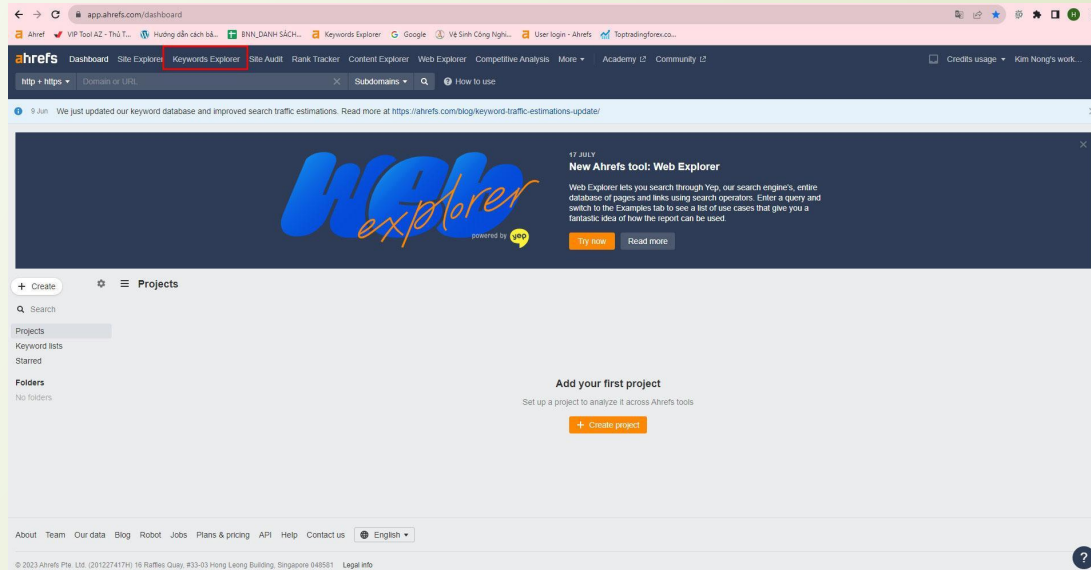 app.ahrefs.com/dashboard
Ahref VIP Tool AZ - Thủ T... Hướng dẫn cách bả... BNN_DANH SÁCH... Keywords Explorer Google Vệ Sinh Công Nghi... User login - Ahrefs Toptradingforex.co...
ahrefs Dashboard Site Explorer Keywords Explorer Site Audit Rank Tracker Content Explorer Web Explorer Competitive Analysis More Academy Community Credits usage Kim Nong's work...
http + https Domain or URL Subdomains How to use
9 Jun We just updated our keyword database and improved search traffic estimations. Read more at https://ahrefs.com/blog/keyword-traffic-estimations-update/
Web
explorer
powered by yep
17 JULY
New Ahrefs tool: Web Explorer
Web Explorer lets you search through Yep, our search engine's, entire
database of pages and links using search operators. Enter a query and
switch to the Examples tab to see a list of use cases that give you a
fantastic idea of how the report can be used.
Try now Read more
+ Create Projects
Search
Projects
Keyword lists
Starred
Folders
No folders
Add your first project
Set up a project to analyze it across Ahrefs tools
+ Create project
About Team Our data Blog Robot Jobs Plans & pricing API Help Contact us English
© 2023 Ahrefs Pte. Ltd. (201227417H) 16 Raffles Quay, #33-03 Hong Leong Building, Singapore 048581 Legal info
?